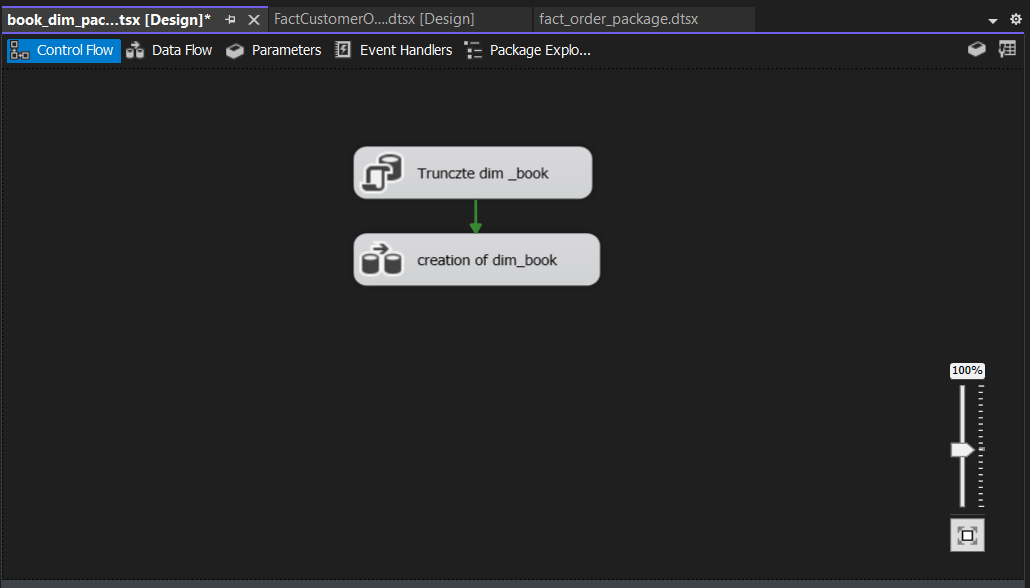 book_dim_pac...tsx [Design]* FactCustomerO....dtsx [Design] fact_order_package.dtsx
Control Flow Data Flow Parameters Event Handlers Package Explo...
Trunczte dim _book
creation of dim_book
100%